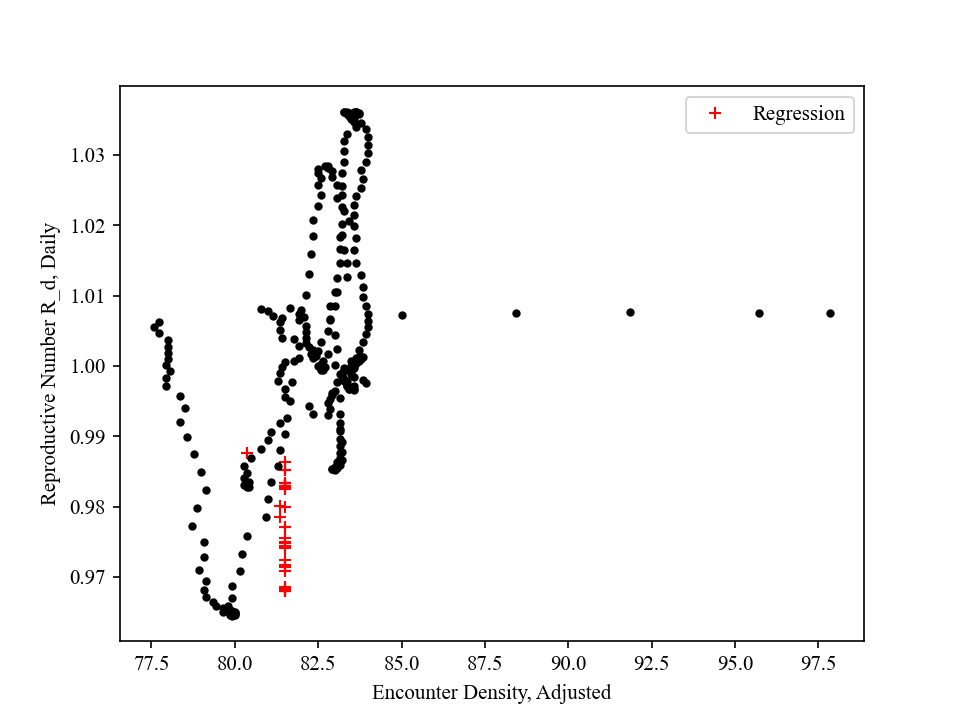 Regression
1.03
1.02
1.01
1.00
0.99
0.98
0.97
Reproductive Number R_d, Daily
77.5 80.0 82.5 85.0 87.5 90.0 92.5 95.0 97.5
Encounter Density, Adjusted